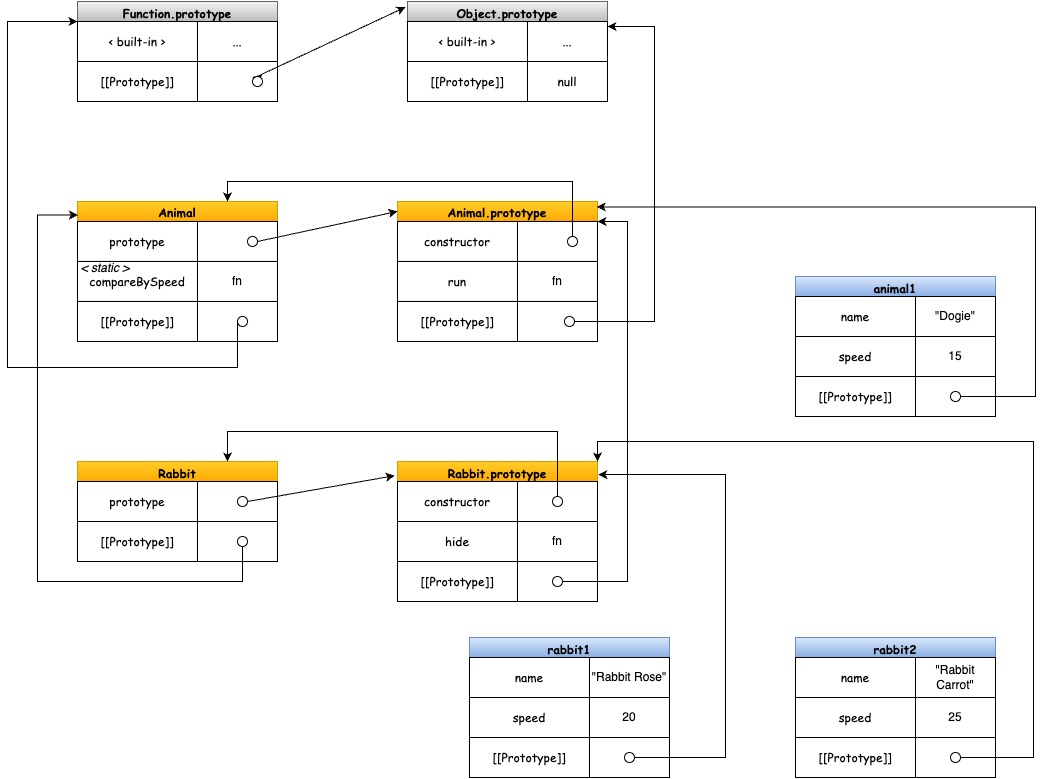 Function.prototype
< built-in >
...
[[Prototype]]
Object.prototype
< built-in >
...
[[Prototype]]
null
Animal
prototype
< static >
compareBySpeed
fn
[[Prototype]]
Animal.prototype
constructor
run
fn
[[Prototype]]
animal1
name
"Dogie"
speed
15
[[Prototype]]
Rabbit
prototype
[[Prototype]]
Rabbit.prototype
constructor
hide
fn
[[Prototype]]
rabbit1
name
"Rabbit Rose"
speed
20
[[Prototype]]
rabbit2
name
"Rabbit
Carrot"
speed
25
[[Prototype]]